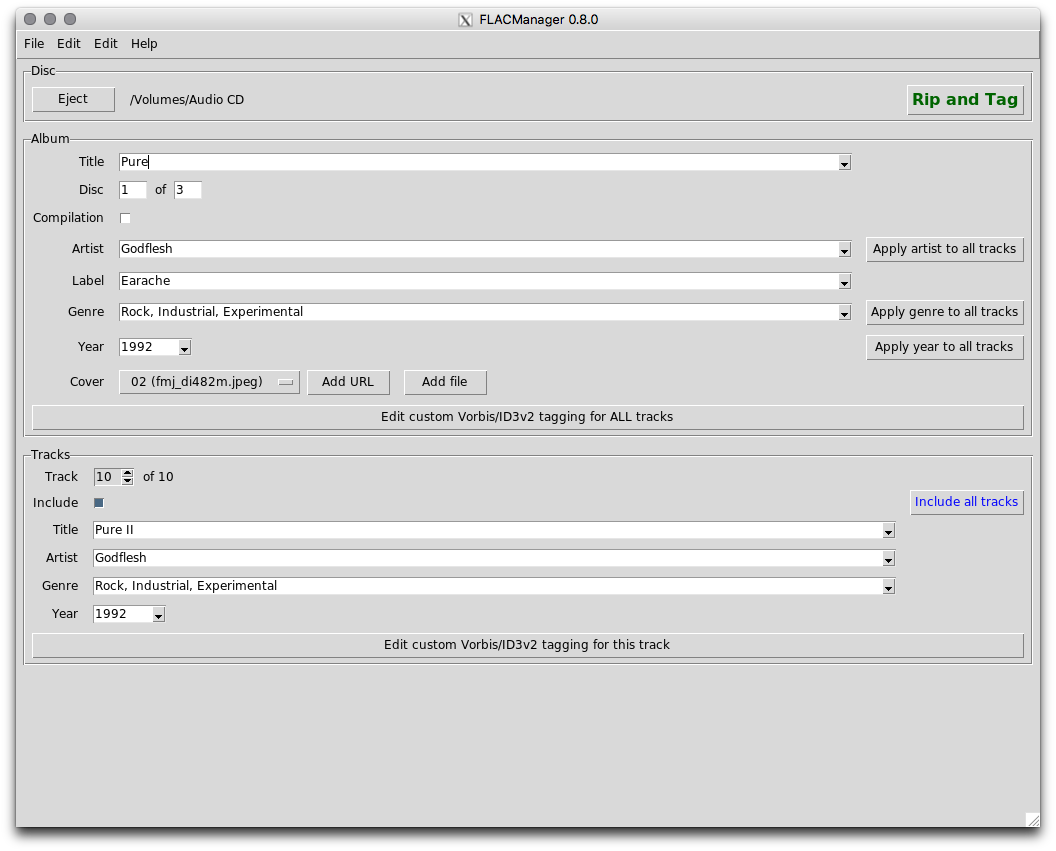 FLACManager 0.8.0
File Edit Edit Help
Disc
Eject /Volumes/Audio CD Rip and Tag
Album
Title Pure
Disc 1 of 3
Compilation
Artist Godflesh Apply artist to all tracks
Label Earache
Genre Rock, Industrial, Experimental Apply genre to all tracks
Year 1992 Apply year to all tracks
Cover 02 (fmj_di482m.jpeg) Add URL Add file
Edit custom Vorbis/ID3v2 tagging for ALL tracks
Tracks
Track 10 of 10
Include Include all tracks
Title Pure II
Artist Godflesh
Genre Rock, Industrial, Experimental
Year 1992
Edit custom Vorbis/ID3v2 tagging for this track